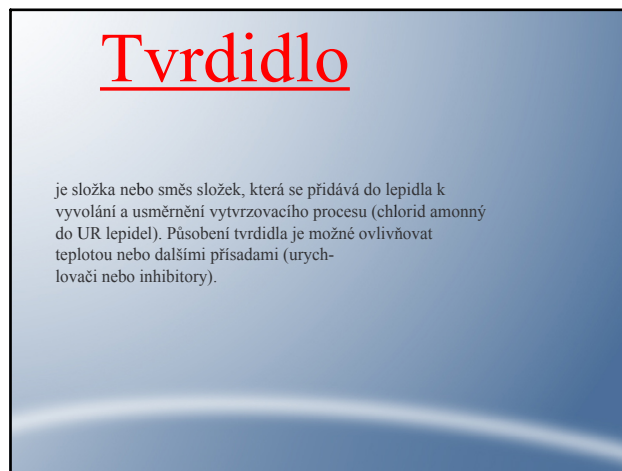 Tvrdidlo
je složka nebo směs složek, která se přidává do lepidla k
vyvolání a usměrnění vytvrzovacího procesu (chlorid amonný
do UR lepidel). Působení tvrdidla je možné ovlivňovat
teplotou nebo dalšími přísadami (urych-
lovači nebo inhibitory).